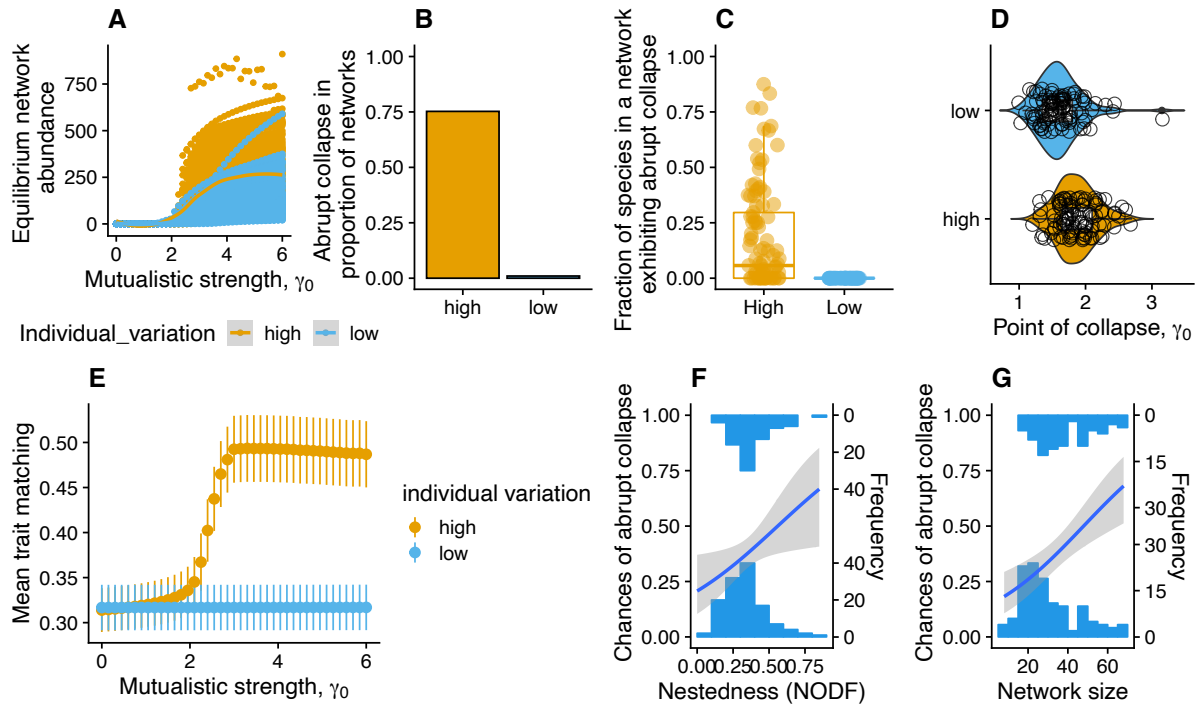 A
Equilibrium network
abundance
750
500
250
0
0
2
4
6
Mutualistic strength, γ0
B
Abrupt collapse in
proportion of networks
1.00
0.75
0.50
0.25
0.00
high
low
C
Fraction of species in a network
exhibiting abrupt collapse
1.00
0.75
0.50
0.25
0.00
High
Low
D
low
high
1
2
3
Point of collapse, γ0
Individual_variation
high
low
E
Mean trait matching
0.50
0.45
0.40
0.35
0.30
0
2
4
6
Mutualistic strength, γ0
individual variation
high
low
F
Chances of abrupt collapse
1.00
0.75
0.50
0.25
0.00
0
20
40
40
20
0
Frequency
0.00
0.25
0.50
0.75
Nestedness (NODF)
G
Chances of abrupt collapse
1.00
0.75
0.50
0.25
0.00
0
15
30
30
15
0
Frequency
20
40
60
Network size